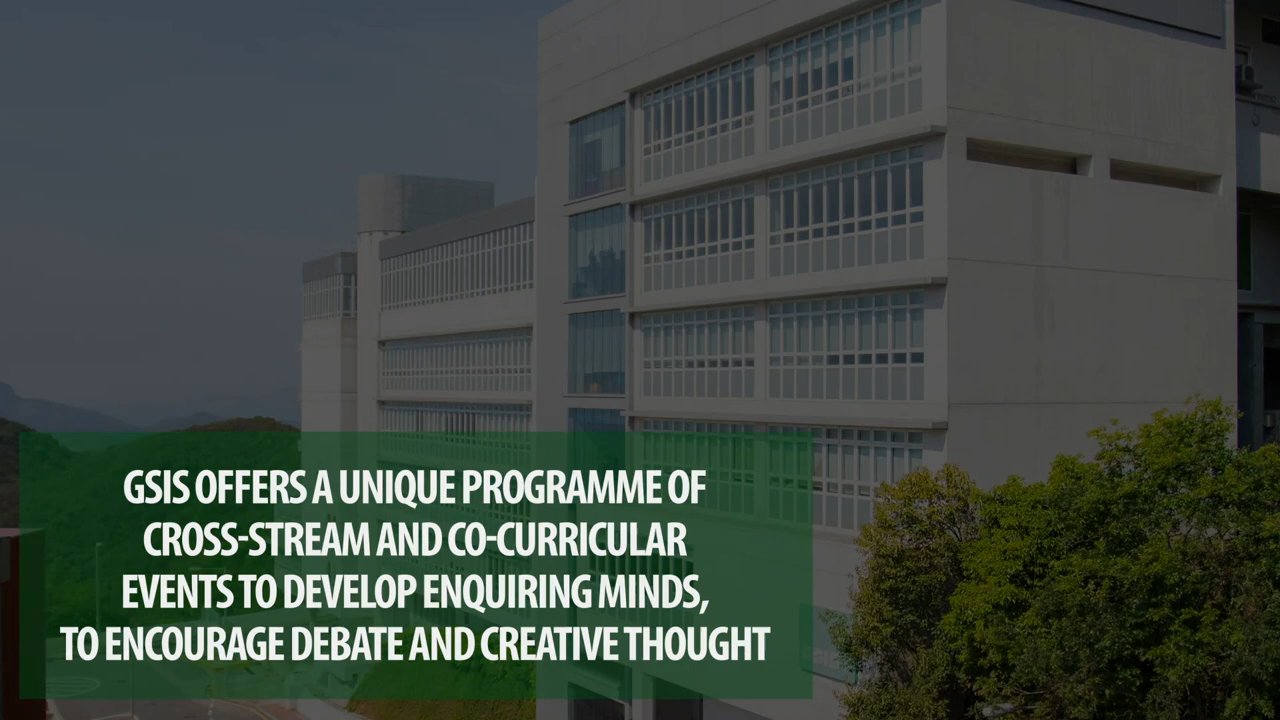 GSIS OFFERS A UNIQUE PROGRAMME OF
CROSS-STREAM AND CO-CURRICULAR
EVENTS TO DEVELOP ENQUIRING MINDS,
TO ENCOURAGE DEBATE AND CREATIVE THOUGHT